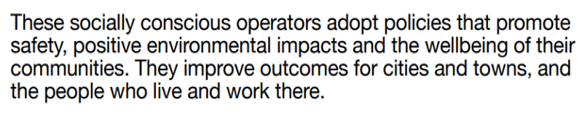 These socially conscious operators adopt policies that promote
safety, positive environmental impacts and the wellbeing of their
communities. They improve outcomes for cities and towns, and
the people who live and work there.